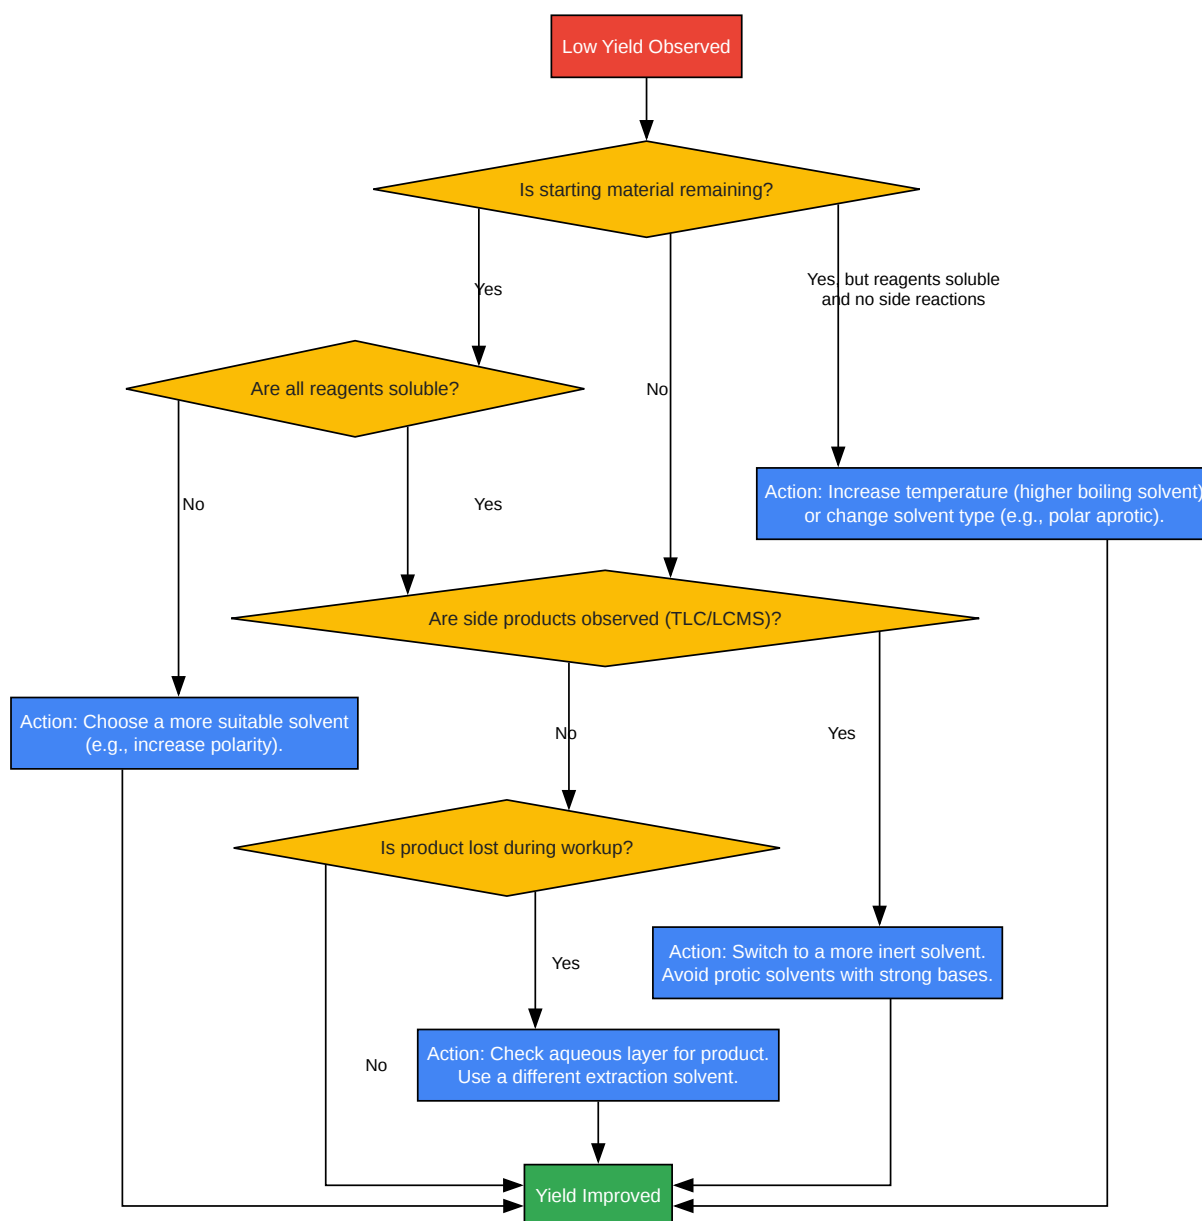 Low Yield Observed
Is starting material remaining?
Yes
Yes, but reagents soluble
and no side reactions
Are all reagents soluble?
No
No
Yes
Action: Increase temperature (higher boiling solvent)
or change solvent type (e.g., polar aprotic).
Are side products observed (TLC/LCMS)?
Action: Choose a more suitable solvent
(e.g., increase polarity).
No
Yes
Is product lost during workup?
Yes
Action: Switch to a more inert solvent.
Avoid protic solvents with strong bases.
No
Action: Check aqueous layer for product.
Use a different extraction solvent.
Yield Improved